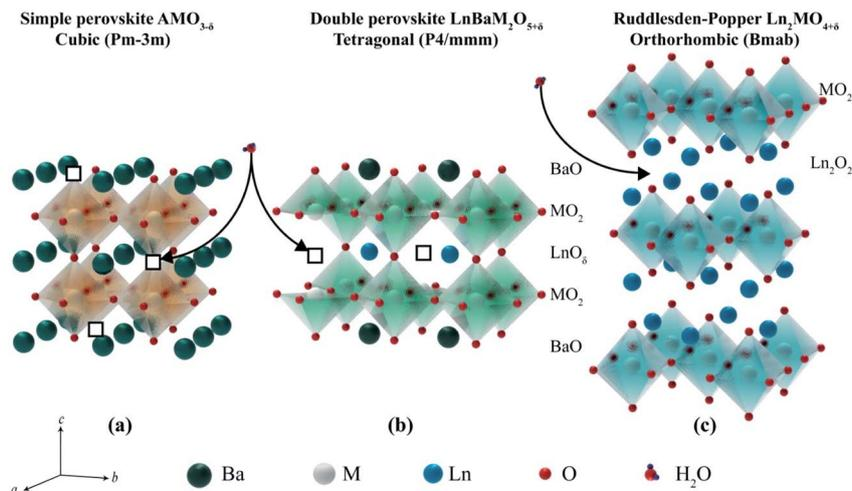 Simple perovskite AMO3-δ
Cubic (Pm-3m)
Double perovskite LnBaM2O5+δ
Tetragonal (P4/mmm)
Ruddlesden-Popper Ln2MO4+δ
Orthorhombic (Bmab)
MO2
Ln2O2
BaO
MO2
LnOδ
MO2
BaO
(a)
(b)
(c)
c
b
a
Ba
M
Ln
O
H2O